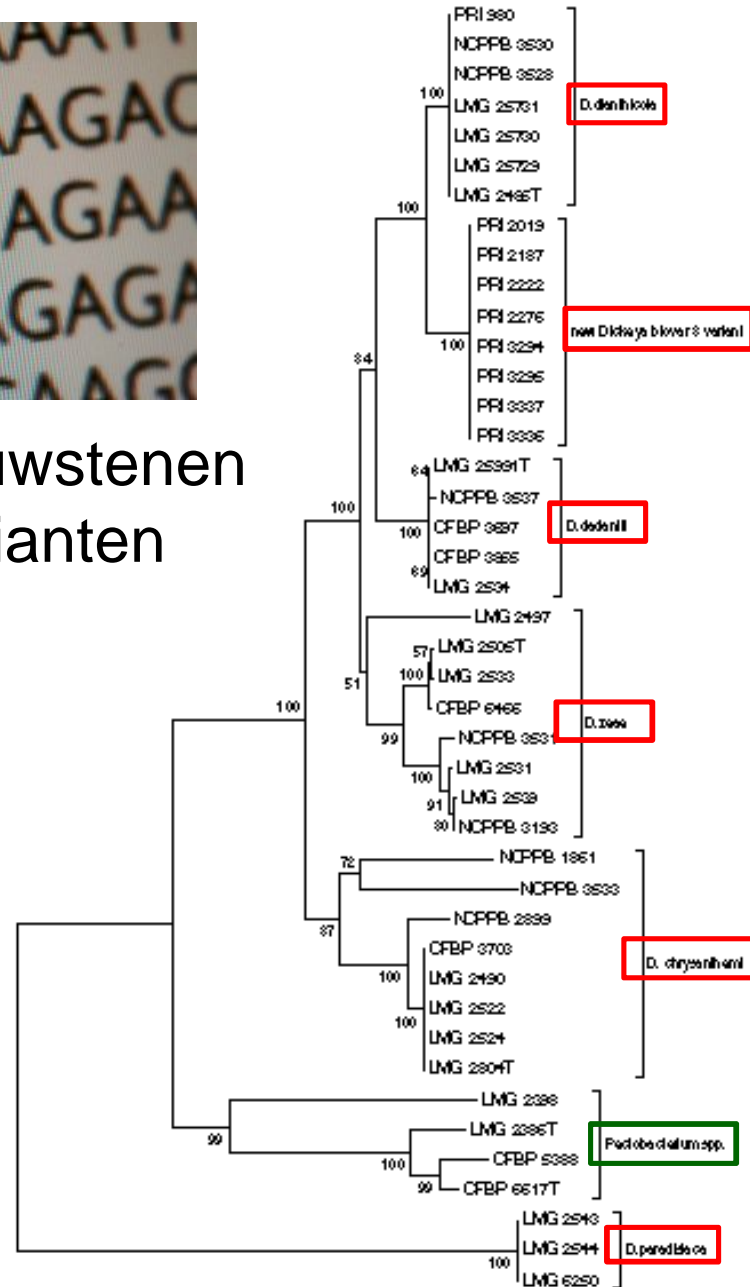 AAATT
AAGAC
AGAA
AGAGA
CAAGC
uwstenen
ianten
PRI 980
NCPPB 3530
NCPPB 3528
100
LMG 25731
D. dianthicola
LMG 25730
LMG 25729
LMG 2485T
100
PRI 2019
PRI 2187
PRI 2222
PRI 2276
new Dickeya biovar 3 variant
100
PRI 3294
84
PRI 3295
PRI 3337
PRI 3336
64
LMG 25991T
NCPPB 3537
100
100
CFBP 3697
D. dadantii
CFBP 3855
69
LMG 2534
LMG 2497
57
LMG 2505T
100
LMG 2533
51
CFBP 6466
100
D. zeae
99
NCPPB 3531
100
LMG 2531
91
LMG 2539
80
NCPPB 3193
72
NCPPB 1861
NCPPB 3533
87
NCPPB 2899
CFBP 3703
D. chrysanthemi
100
LMG 2490
LMG 2522
100
LMG 2524
LMG 2804T
LMG 2398
99
LMG 2386T
Pectobacterium spp.
100
CFBP 5388
99
CFBP 6617T
LMG 2543
LMG 2544
D. paradisiaca
100
LMG 6250